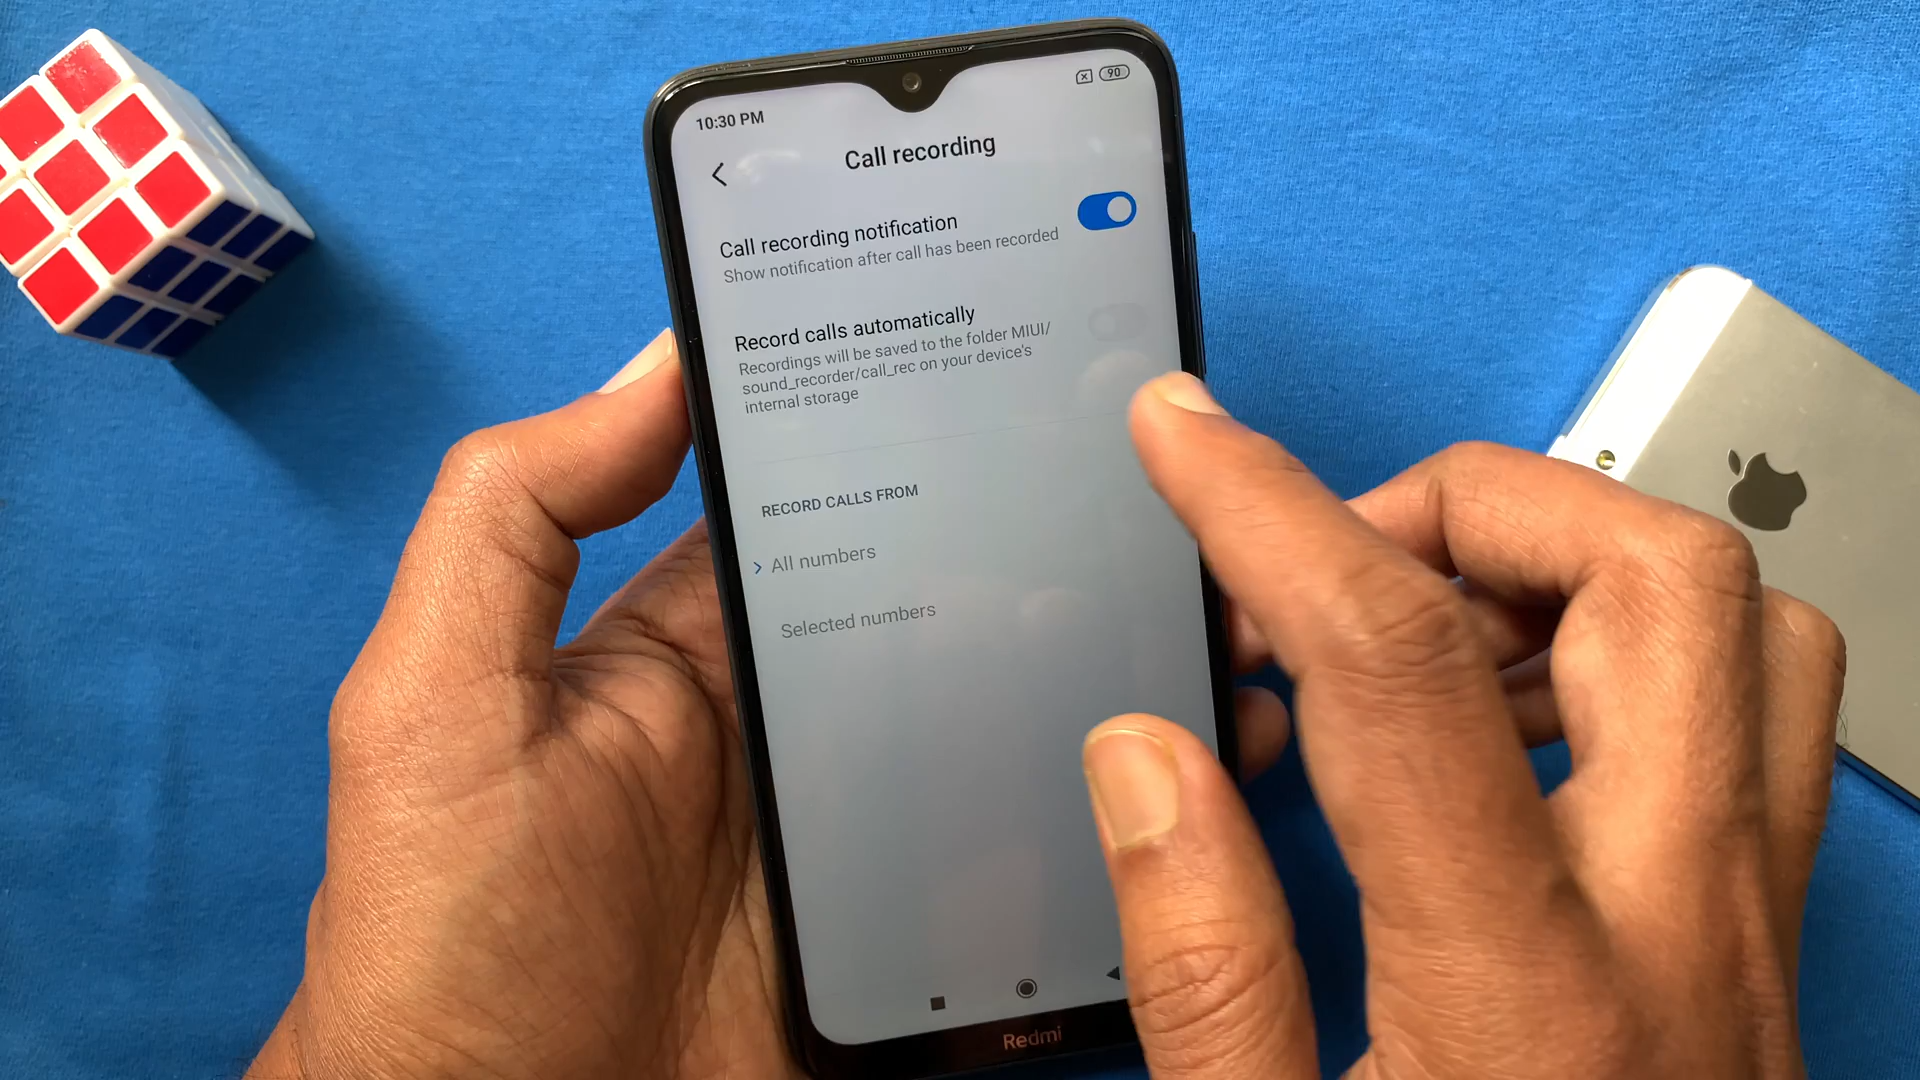 10:30 PM
90
Call recording
Call recording notification
Show notification after call has been recorded
Record calls automatically
Recordings will be saved to the folder MIUI/
sound_recorder/call_rec on your device's
internal storage
RECORD CALLS FROM
All numbers
Selected numbers
Redmi